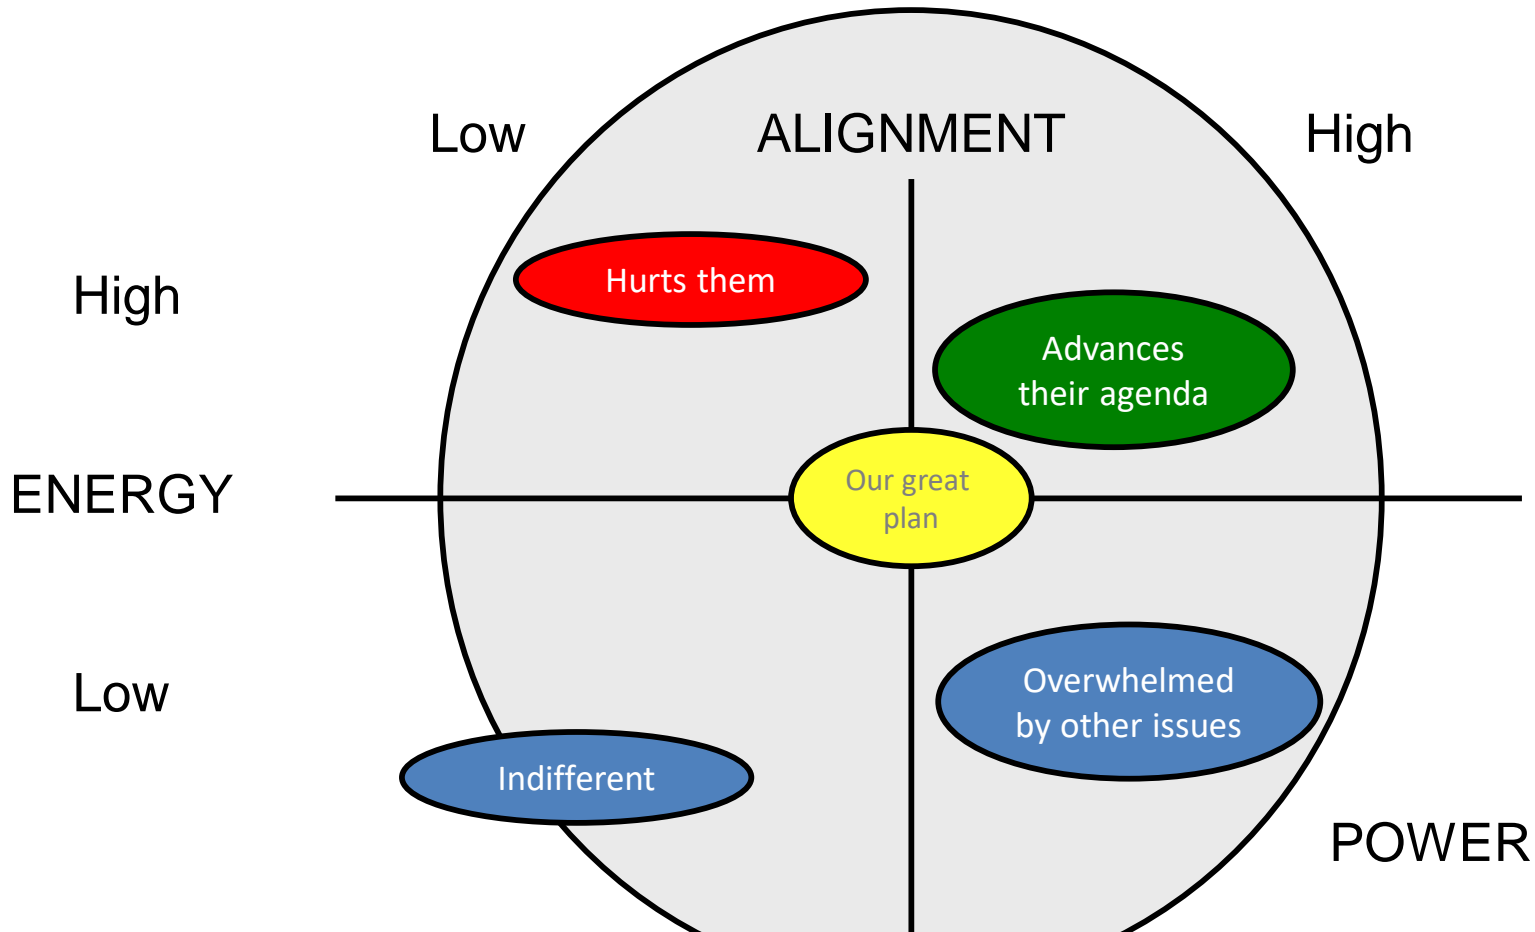 Low
ALIGNMENT
High
Hurts them
High
Advances
their agenda
Our great
plan
ENERGY
Overwhelmed
by other issues
Low
Indifferent
POWER